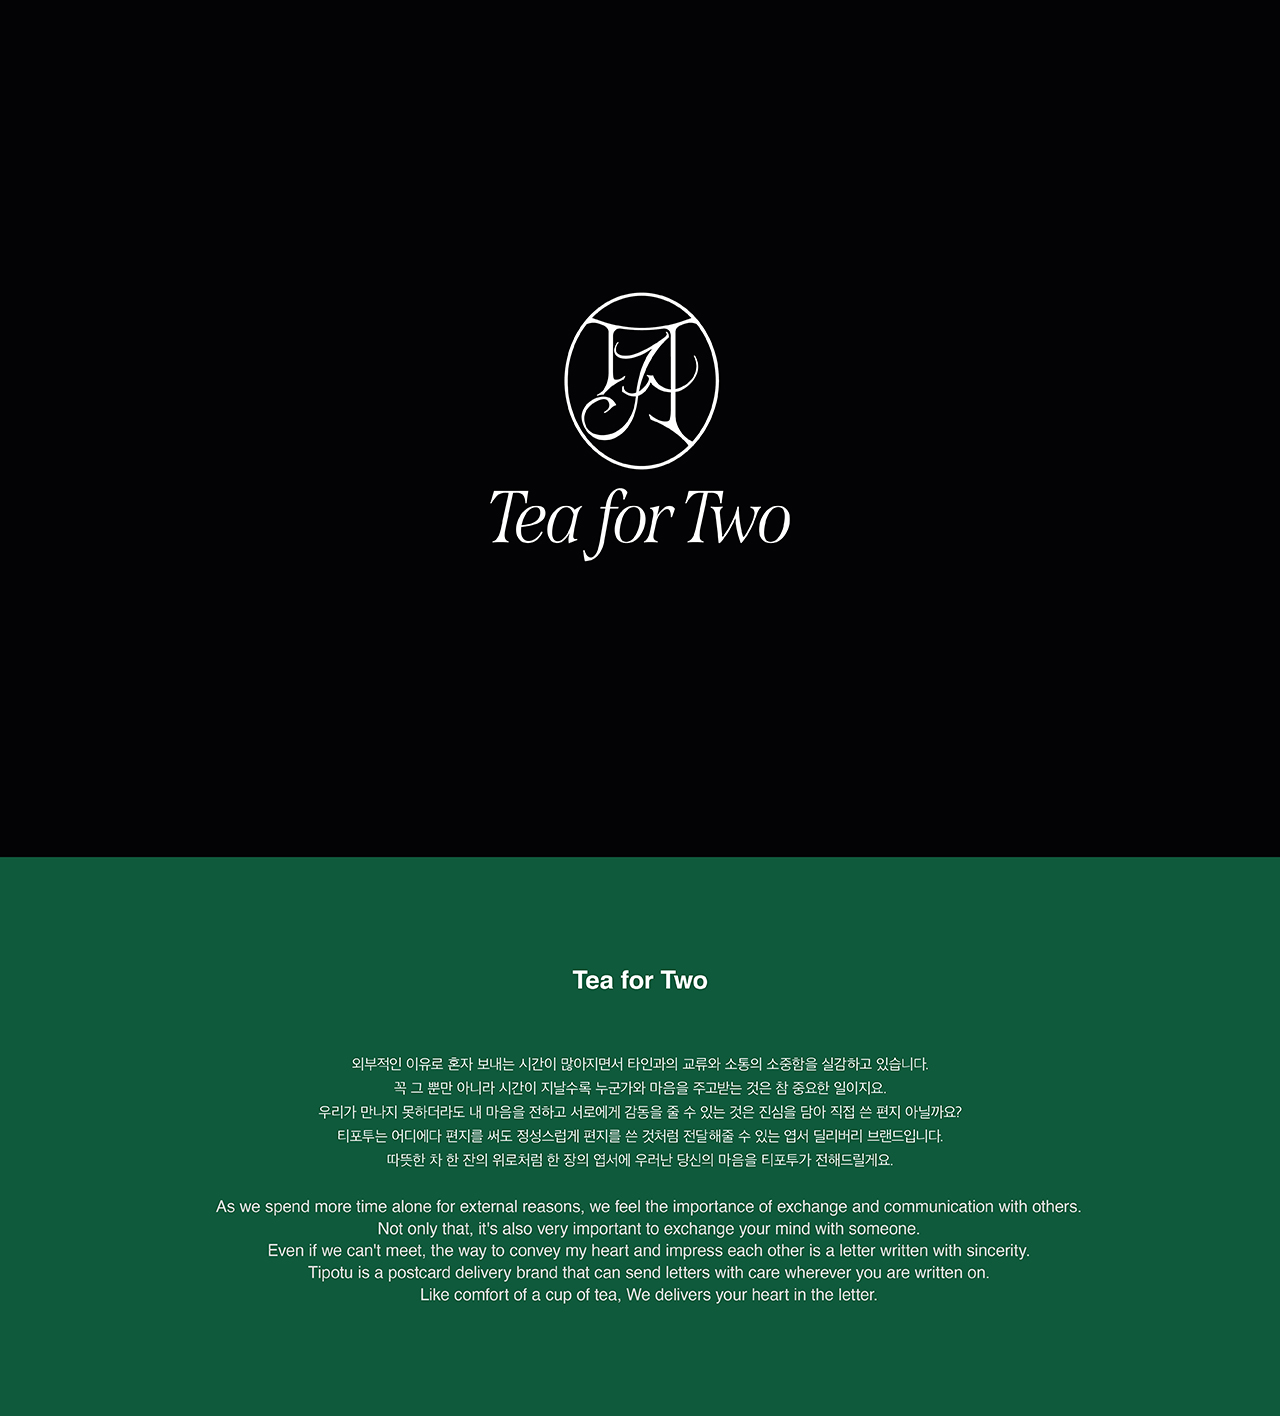 Tea for Two
Tea for Two
외부적인 이유로 혼자 보내는 시간이 많아지면서 타인과의 교류와 소통의 소중함을 실감하고 있습니다.
꼭 그 뿐만 아니라 시간이 지날수록 누군가와 마음을 주고받는 것은 참 중요한 일이지요.
우리가 만나지 못하더라도 내 마음을 전하고 서로에게 감동을 줄 수 있는 것은 진심을 담아 직접 쓴 편지 아닐까요?
티포투는 어디에다 편지를 써도 정성스럽게 편지를 쓴 것처럼 전달해줄 수 있는 엽서 딜리버리 브랜드입니다.
따뜻한 차 한 잔의 위로처럼 한 장의 엽서에 우러난 당신의 마음을 티포투가 전해드릴게요.
As we spend more time alone for external reasons, we feel the importance of exchange and communication with others.
Not only that, it's also very important to exchange your mind with someone.
Even if we can't meet, the way to convey my heart and impress each other is a letter written with sincerity.
Tipotu is a postcard delivery brand that can send letters with care wherever you are written on.
Like comfort of a cup of tea, We delivers your heart in the letter.